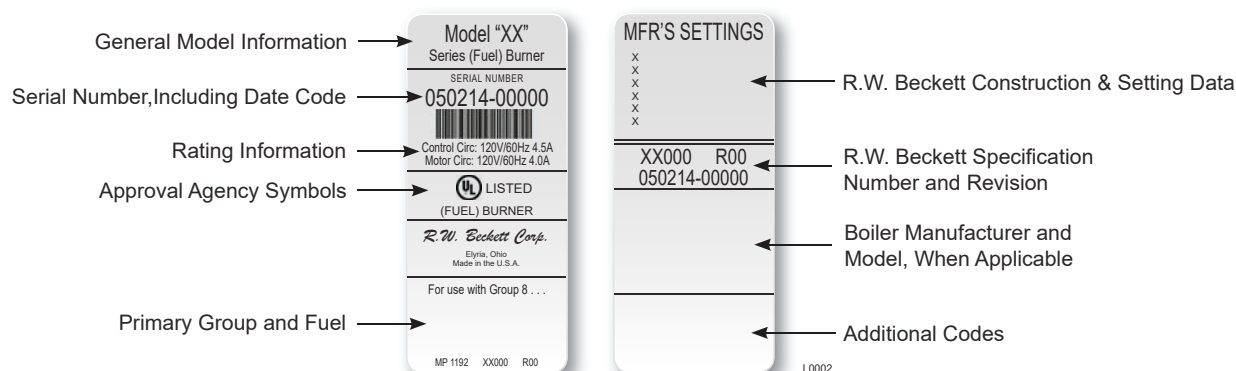 General Model Information
Serial Number,Including Date Code
Rating Information
Approval Agency Symbols
Primary Group and Fuel
Model “XX”
Series (Fuel) Burner
SERIAL NUMBER
050214-00000
Control Circ: 120V/60Hz 4.5A
Motor Circ: 120V/60Hz 4.0A
UL LISTED
(FUEL) BURNER
R.W. Beckett Corp.
Elyria, Ohio
Made in the U.S.A.
For use with Group 8 . . .
MP 1192 XX000 R00
MFR'S SETTINGS
x
x
x
x
x
x
XX000 R00
050214-00000
R.W. Beckett Construction & Setting Data
R.W. Beckett Specification
Number and Revision
Boiler Manufacturer and
Model, When Applicable
Additional Codes
L0002